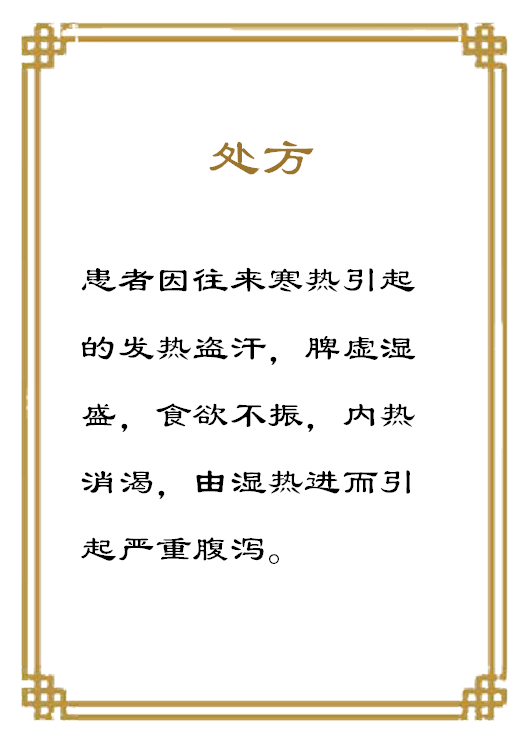 处方
患者因往来寒热引起
的发热盗汗，脾虚湿
盛，食欲不振，内热
消渴，由湿热进而引
起严重腹泻。